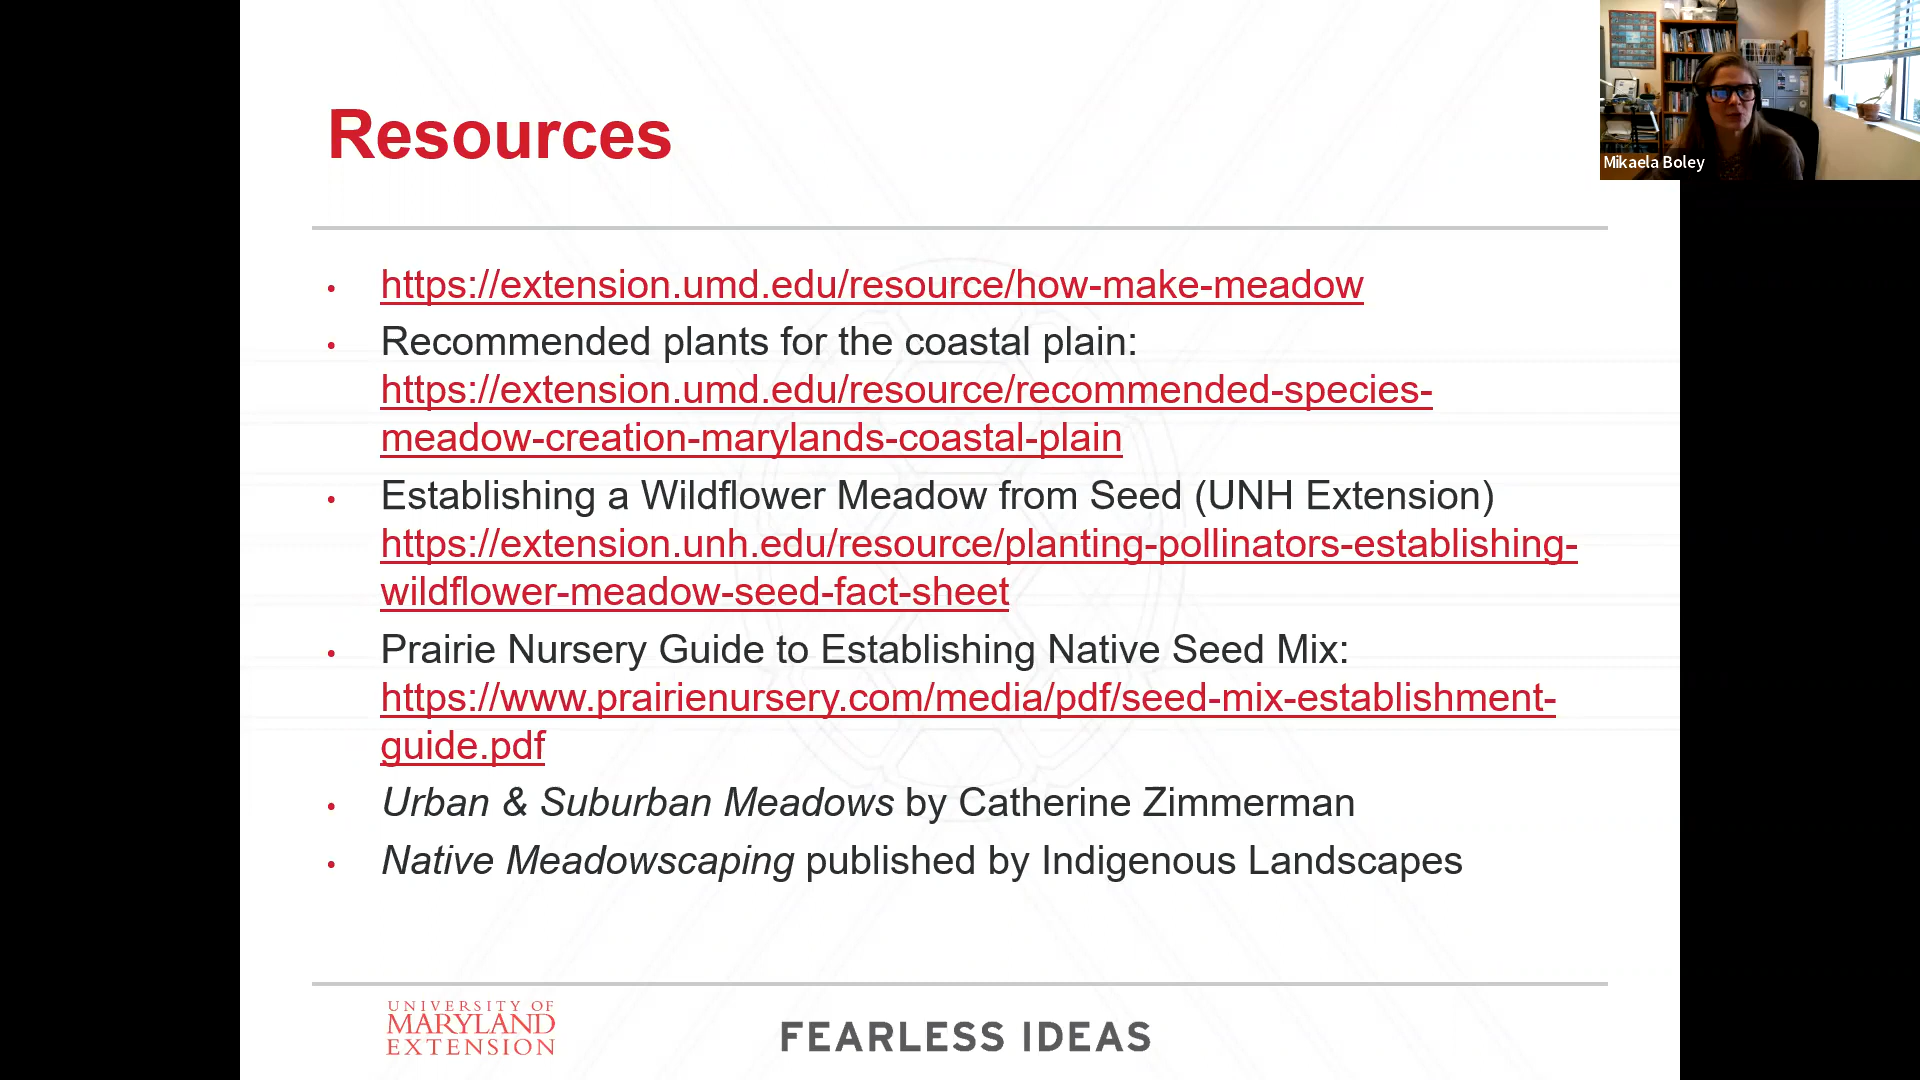 Resources
Mikaela Boley
• https://extension.umd.edu/resource/how-make-meadow
• Recommended plants for the coastal plain:
https://extension.umd.edu/resource/recommended-species-
meadow-creation-marylands-coastal-plain
• Establishing a Wildflower Meadow from Seed (UNH Extension)
https://extension.unh.edu/resource/planting-pollinators-establishing-
wildflower-meadow-seed-fact-sheet
• Prairie Nursery Guide to Establishing Native Seed Mix:
https://www.prairienursery.com/media/pdf/seed-mix-establishment-
guide.pdf
• Urban & Suburban Meadows by Catherine Zimmerman
• Native Meadowscaping published by Indigenous Landscapes
UNIVERSITY OF
MARYLAND
EXTENSION
FEARLESS IDEAS